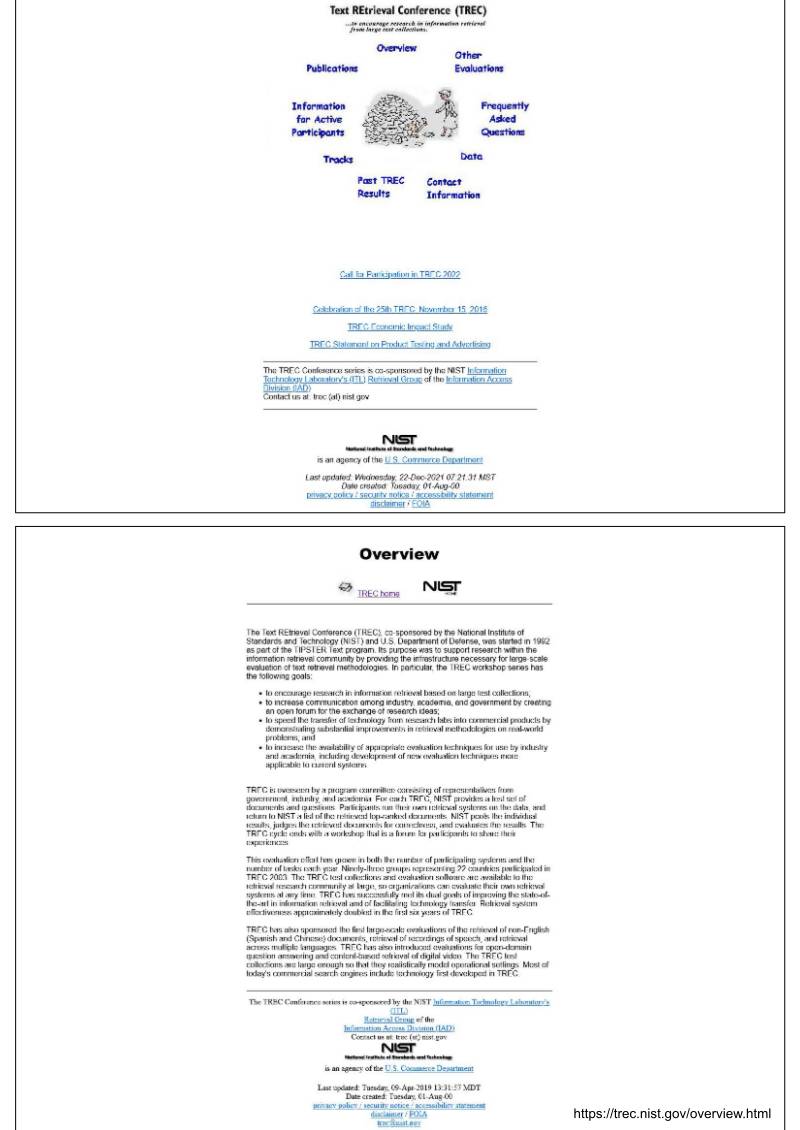 Text REtrieval Conference (TREC)
...to encourage research in information retrieval
from large text collections.
Overview
Other
Evaluations
Publications
Information
for Active
Participants
Frequently
Asked
Questions
Tracks
Data
Past TREC
Results
Contact
Information
Call for Participation in TREC 2022
Celebration of the 25th TREC, November 15, 2016
TREC Economic Impact Study
TREC Statement on Product Testing and Advertising
The TREC Conference series is co-sponsored by the NIST Information
Technology Laboratory's (ITL) Retrieval Group of the Information Access
Division (IAD)
Contact us at: trec (at) nist.gov
NIST
National Institute of Standards and Technology
is an agency of the U.S. Commerce Department
Last updated: Wednesday, 22-Dec-2021 07:21:31 MST
Date created: Tuesday, 01-Aug-00
privacy policy / security notice / accessibility statement
disclaimer / FOIA
Overview
TREC home NIST
HOME
The Text REtrieval Conference (TREC), co-sponsored by the National Institute of
Standards and Technology (NIST) and U.S. Department of Defense, was started in 1992
as part of the TIPSTER Text program. Its purpose was to support research within the
information retrieval community by providing the infrastructure necessary for large-scale
evaluation of text retrieval methodologies. In particular, the TREC workshop series has
the following goals:
• to encourage research in information retrieval based on large test collections;
• to increase communication among industry, academia, and government by creating
an open forum for the exchange of research ideas;
• to speed the transfer of technology from research labs into commercial products by
demonstrating substantial improvements in retrieval methodologies on real-world
problems; and
• to increase the availability of appropriate evaluation techniques for use by industry
and academia, including development of new evaluation techniques more
applicable to current systems.
TREC is overseen by a program committee consisting of representatives from
government, industry, and academia. For each TREC, NIST provides a test set of
documents and questions. Participants run their own retrieval systems on the data, and
return to NIST a list of the retrieved top-ranked documents. NIST pools the individual
results, judges the retrieved documents for correctness, and evaluates the results. The
TREC cycle ends with a workshop that is a forum for participants to share their
experiences.
This evaluation effort has grown in both the number of participating systems and the
number of tasks each year. Ninety-three groups representing 22 countries participated in
TREC 2003. The TREC test collections and evaluation software are available to the
retrieval research community at large, so organizations can evaluate their own retrieval
systems at any time. TREC has successfully met its dual goals of improving the state-of-
the-art in information retrieval and of facilitating technology transfer. Retrieval system
effectiveness approximately doubled in the first six years of TREC.
TREC has also sponsored the first large-scale evaluations of the retrieval of non-English
(Spanish and Chinese) documents, retrieval of recordings of speech, and retrieval
across multiple languages. TREC has also introduced evaluations for open-domain
question answering and content-based retrieval of digital video. The TREC test
collections are large enough so that they realistically model operational settings. Most of
today's commercial search engines include technology first developed in TREC.
The TREC Conference series is co-sponsored by the NIST Information Technology Laboratory's
(ITL)
Retrieval Group of the
Information Access Division (IAD)
Contact us at: trec (at) nist.gov
NIST
National Institute of Standards and Technology
is an agency of the U.S. Commerce Department
Last updated: Tuesday, 09-Apr-2019 13:31:57 MDT
Date created: Tuesday, 01-Aug-00
privacy policy / security notice / accessibility statement
disclaimer / FOIA
trec@nist.gov
https://trec.nist.gov/overview.html